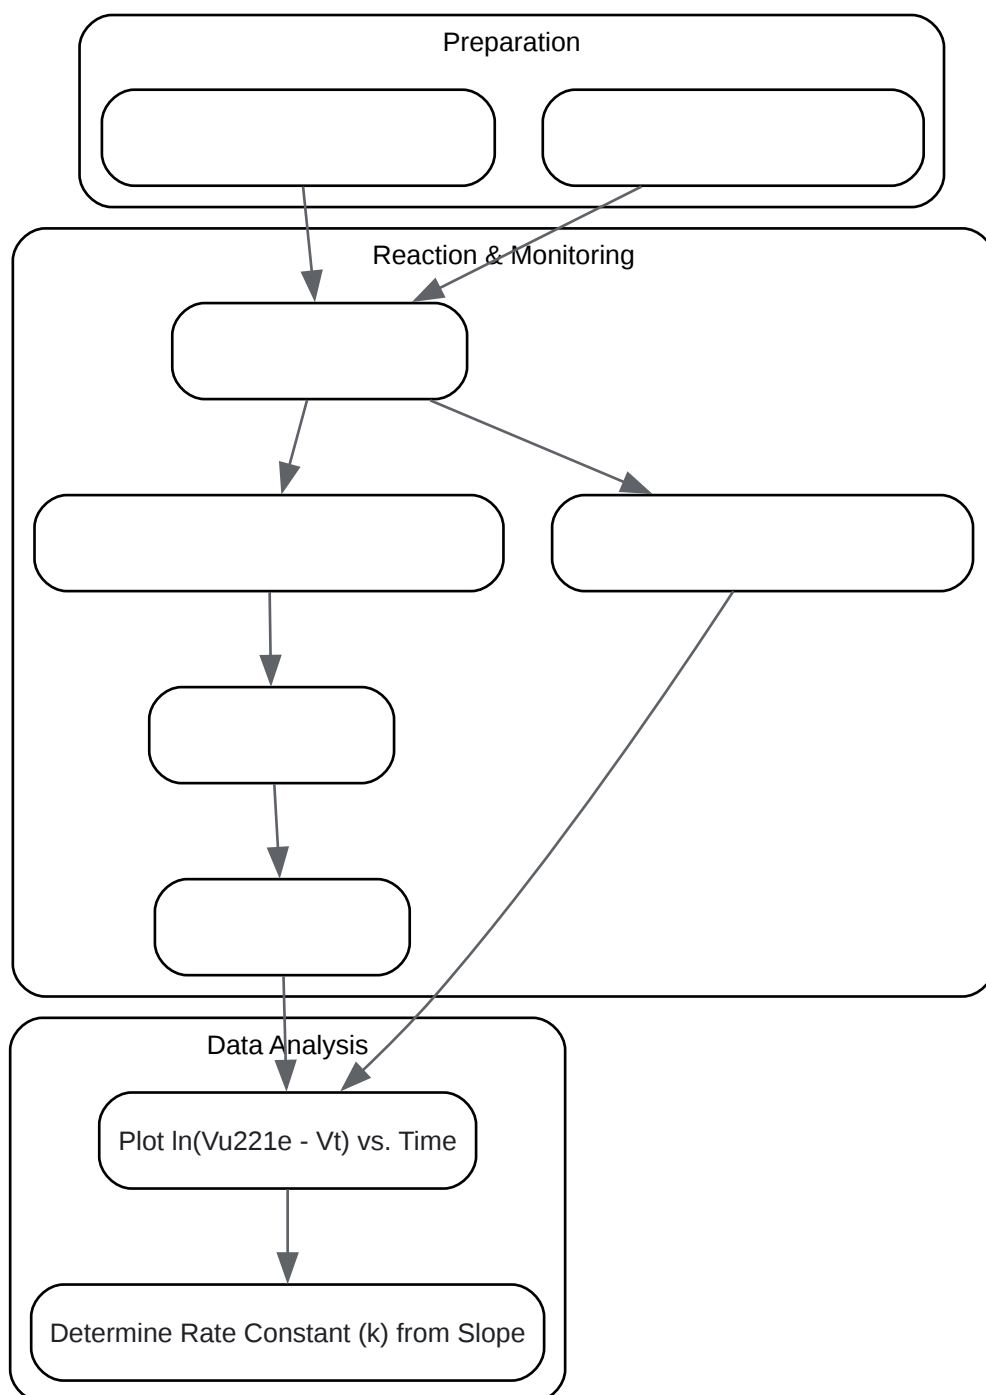 Preparation
Reaction & Monitoring
Data Analysis
Plot ln(Vu221e - Vt) vs. Time
Determine Rate Constant (k) from Slope